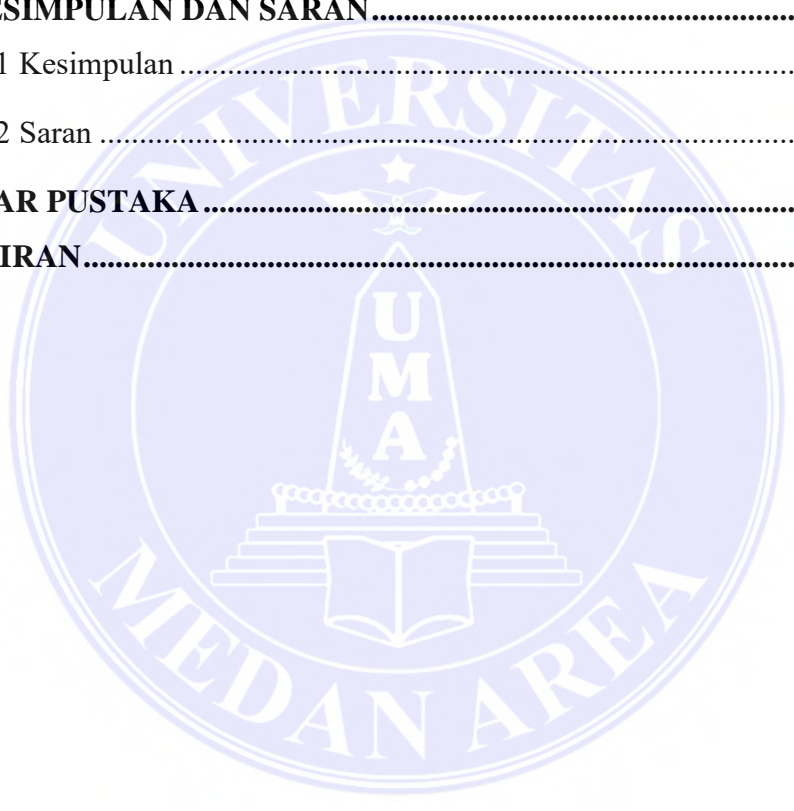 ESIMPULAN DAN SARAN
1 Kesimpulan
2 Saran
AR PUSTAKA
IRAN
UNIVERSITAS
U
M
A
MEDAN AREA